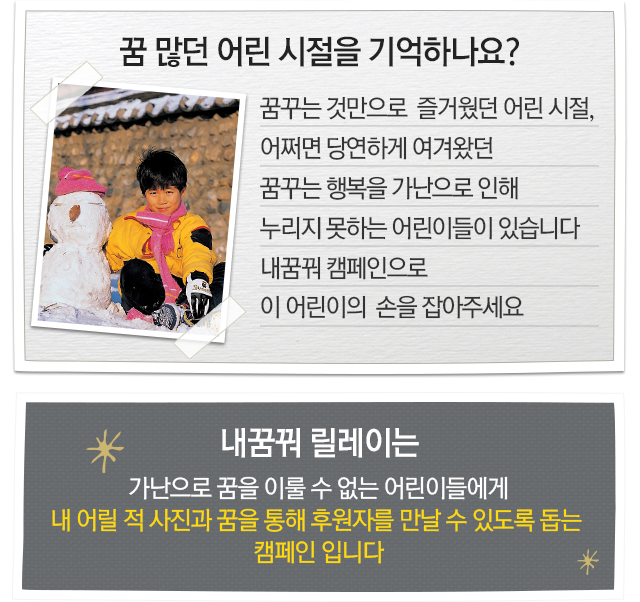 꿈 많던 어린 시절을 기억하나요?
꿈꾸는 것만으로 즐거웠던 어린 시절,
어쩌면 당연하게 여겨왔던
꿈꾸는 행복을 가난으로 인해
누리지 못하는 어린이들이 있습니다
내꿈꿔 캠페인으로
이 어린이의 손을 잡아주세요
내꿈꿔 릴레이는
가난으로 꿈을 이룰 수 없는 어린이들에게
내 어릴 적 사진과 꿈을 통해 후원자를 만날 수 있도록 돕는
캠페인 입니다